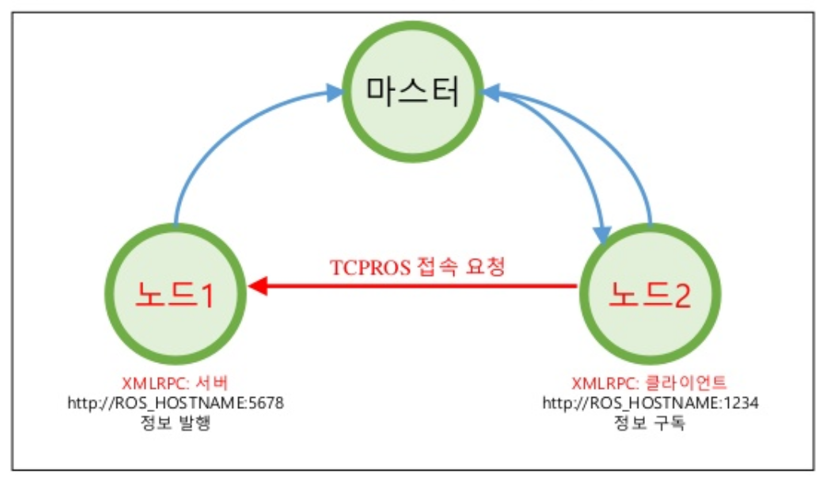 마스터
TCPROS 접속 요청
노드1
노드2
XMLRPC: 서버
http://ROS_HOSTNAME:5678
정보 발행
XMLRPC: 클라이언트
http://ROS_HOSTNAME:1234
정보 구독